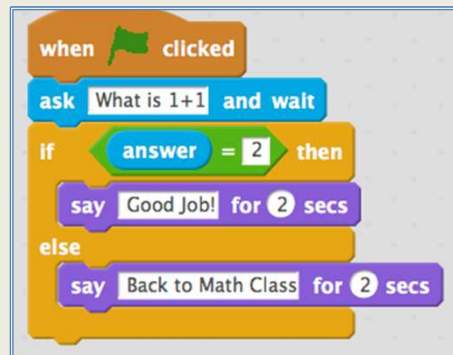 when clicked
ask What is 1+1 and wait
if answer = 2 then
say Good Job! for 2 secs
else
say Back to Math Class for 2 secs